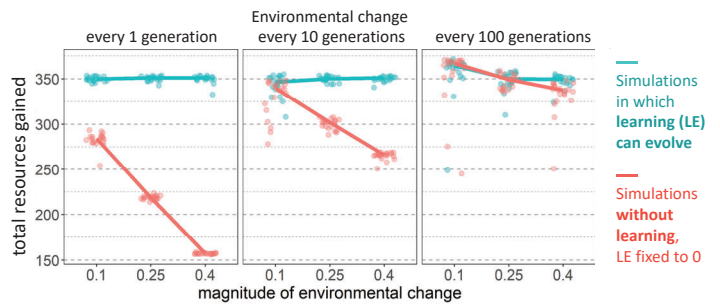 Environmental change
every 1 generation
every 10 generations
every 100 generations
total resources gained
350
300
250
200
150
0.1 0.25 0.4
0.1 0.25 0.4
0.1 0.25 0.4
magnitude of environmental change
Simulations
in which
learning (LE)
can evolve
Simulations
without
learning,
LE fixed to 0